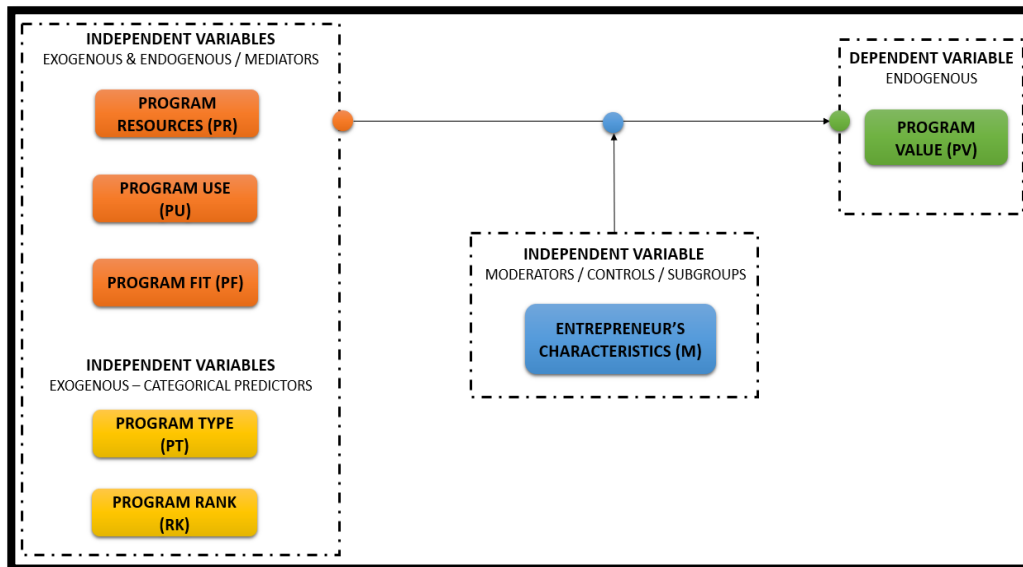 INDEPENDENT VARIABLES
EXOGENOUS & ENDOGENOUS / MEDIATORS
PROGRAM
RESOURCES (PR)
PROGRAM USE
(PU)
PROGRAM FIT (PF)
INDEPENDENT VARIABLES
EXOGENOUS – CATEGORICAL PREDICTORS
PROGRAM TYPE
(PT)
PROGRAM RANK
(RK)
INDEPENDENT VARIABLE
MODERATORS / CONTROLS / SUBGROUPS
ENTREPRENEUR’S
CHARACTERISTICS (M)
DEPENDENT VARIABLE
ENDOGENOUS
PROGRAM
VALUE (PV)